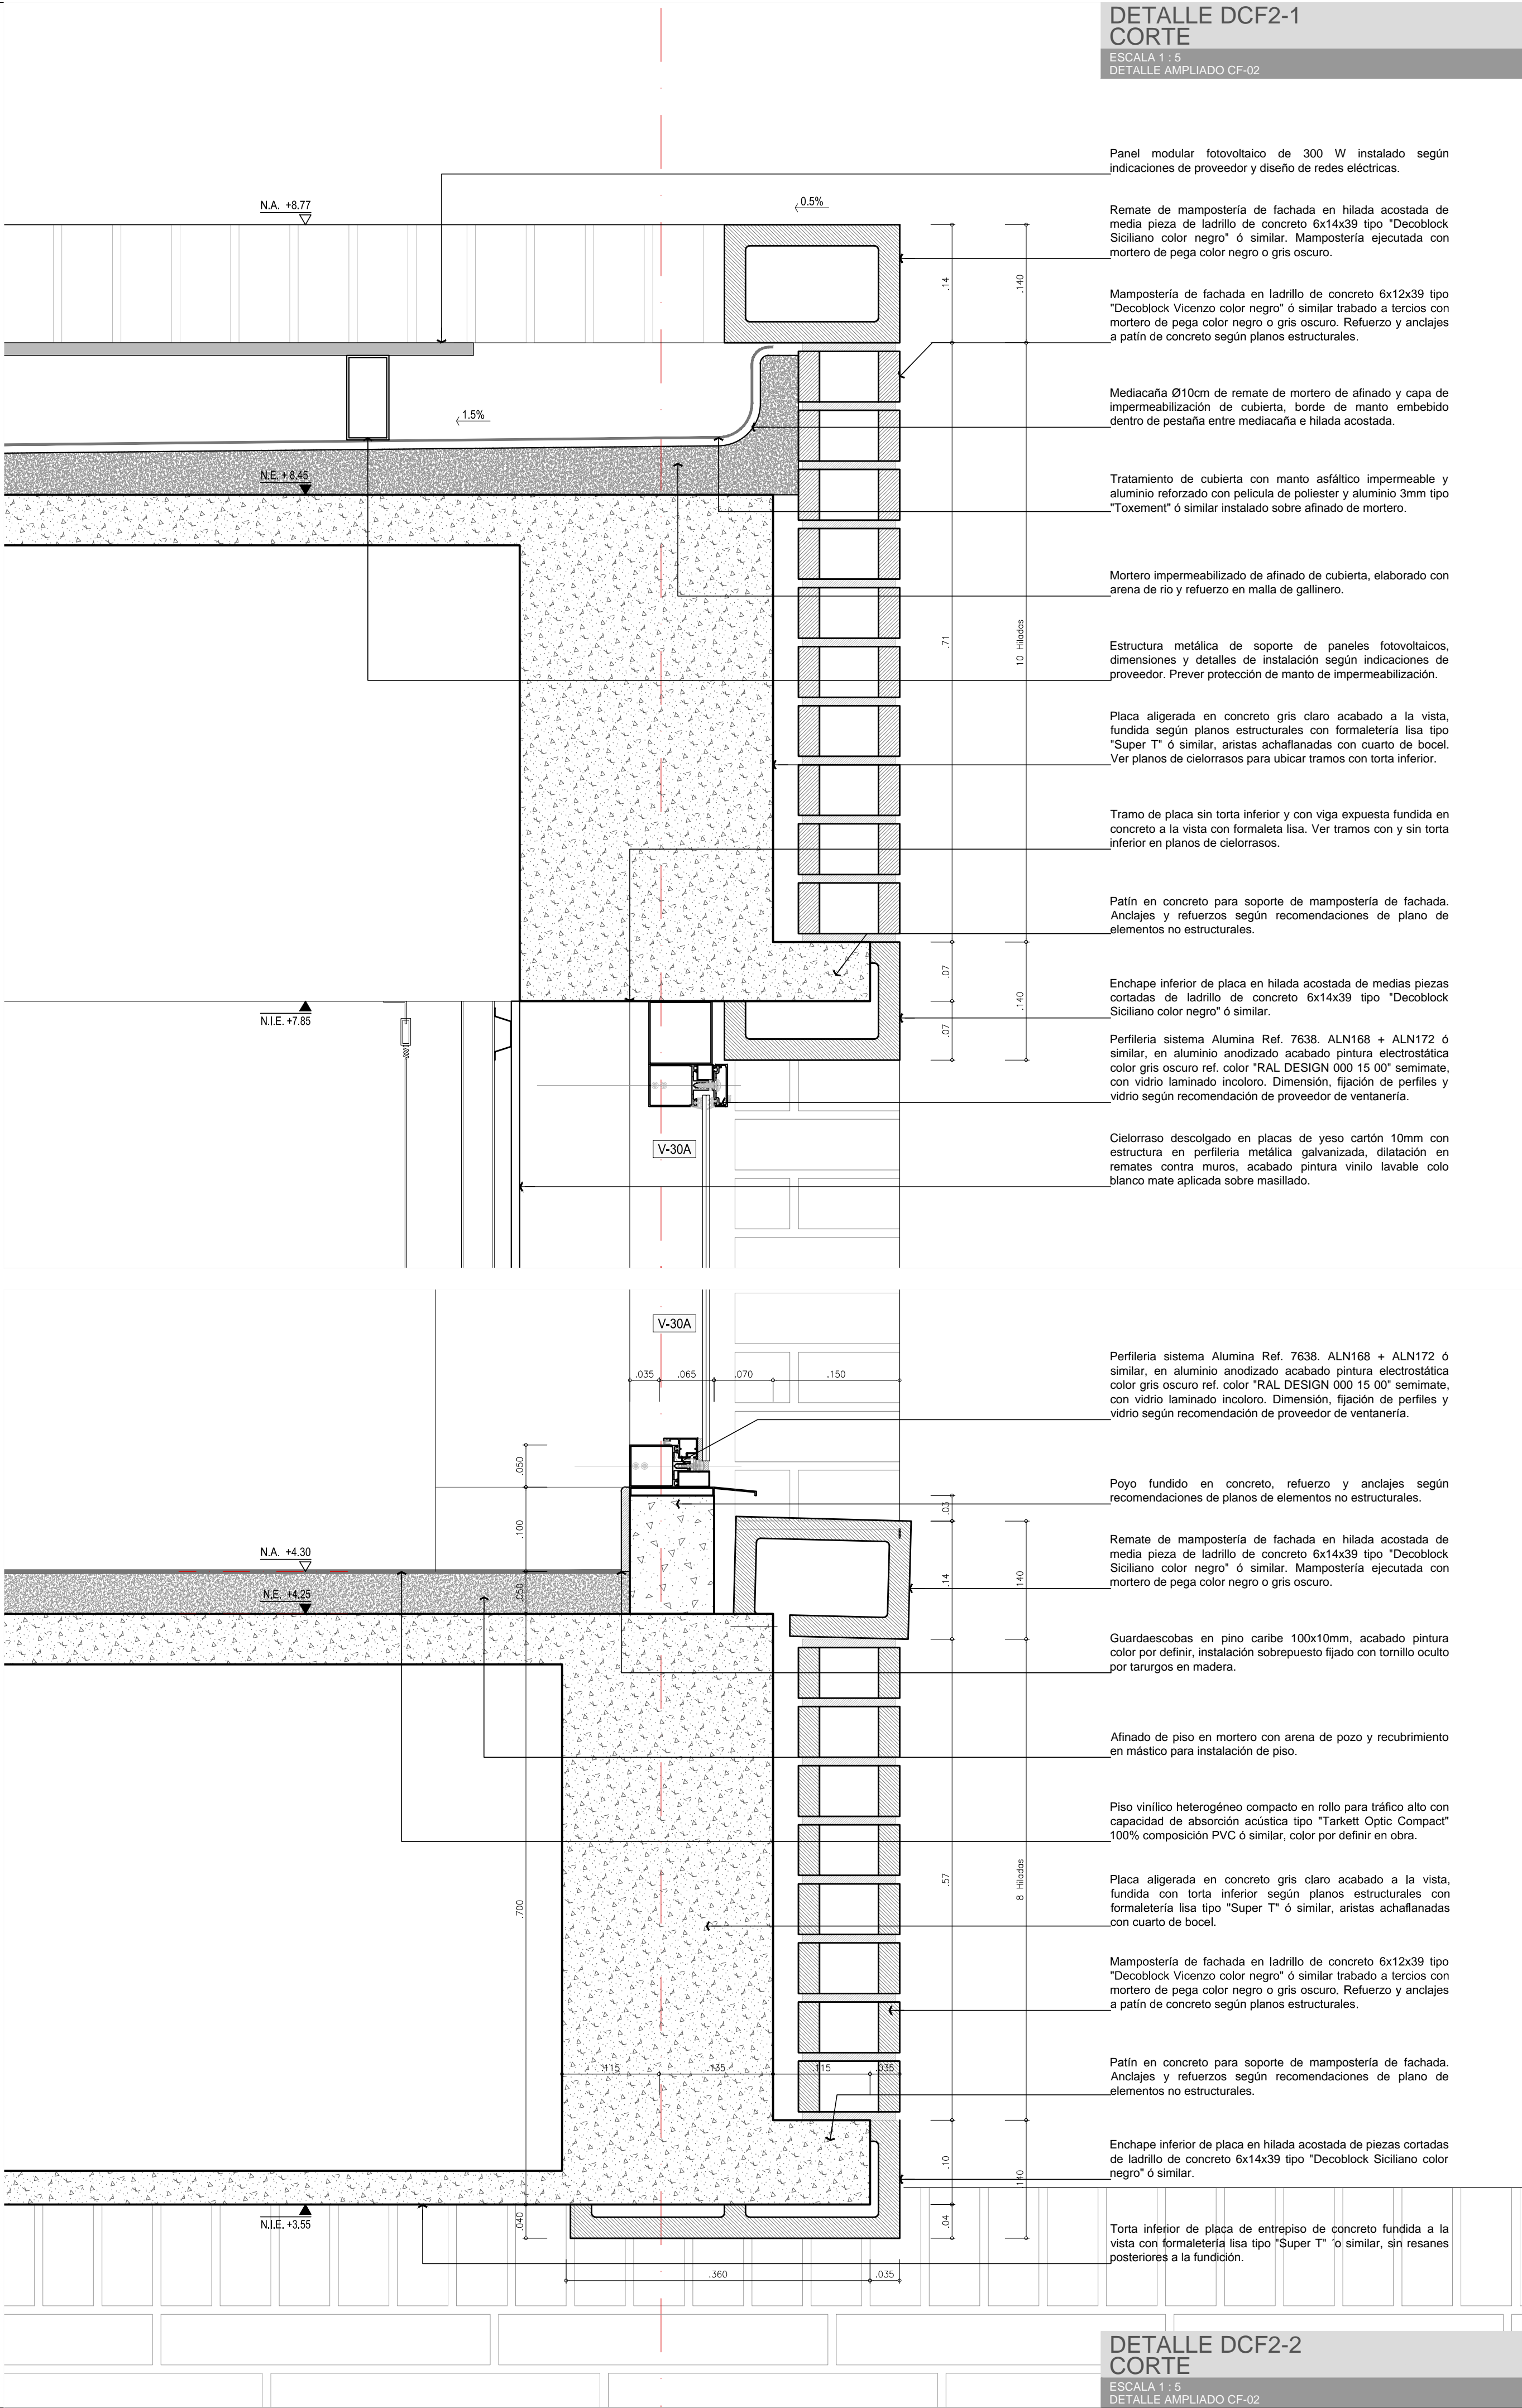 DETALLE DCF2-1
CORTE
ESCALA 1 : 5
DETALLE AMPLIADO CF-02
Panel modular fotovoltaico de 300 W instalado según
indicaciones de proveedor y diseño de redes eléctricas.
N.A. +8.77
0.5%
Remate de mampostería de fachada en hilada acostada de
media pieza de ladrillo de concreto 6x14x39 tipo "Decoblock
Siciliano color negro" ó similar. Mampostería ejecutada con
mortero de pega color negro o gris oscuro.
.14
.140
Mampostería de fachada en ladrillo de concreto 6x12x39 tipo
"Decoblock Vicenzo color negro" ó similar trabado a tercios con
mortero de pega color negro o gris oscuro. Refuerzo y anclajes
a patín de concreto según planos estructurales.
1.5%
Mediacaña Ø10cm de remate de mortero de afinado y capa de
impermeabilización de cubierta, borde de manto embebido
dentro de pestaña entre mediacaña e hilada acostada.
N.E. + 8.45
Tratamiento de cubierta con manto asfáltico impermeable y
aluminio reforzado con pelicula de poliester y aluminio 3mm tipo
"Toxement" ó similar instalado sobre afinado de mortero.
Mortero impermeabilizado de afinado de cubierta, elaborado con
arena de rio y refuerzo en malla de gallinero.
.71
10 Hiladas
Estructura metálica de soporte de paneles fotovoltaicos,
dimensiones y detalles de instalación según indicaciones de
proveedor. Prever protección de manto de impermeabilización.
Placa aligerada en concreto gris claro acabado a la vista,
fundida según planos estructurales con formaletería lisa tipo
"Super T" ó similar, aristas achaflanadas con cuarto de bocel.
Ver planos de cielorrasos para ubicar tramos con torta inferior.
Tramo de placa sin torta inferior y con viga expuesta fundida en
concreto a la vista con formaleta lisa. Ver tramos con y sin torta
inferior en planos de cielorrasos.
Patín en concreto para soporte de mampostería de fachada.
Anclajes y refuerzos según recomendaciones de plano de
elementos no estructurales.
.07
.140
.07
N.I.E. +7.85
Enchape inferior de placa en hilada acostada de medias piezas
cortadas de ladrillo de concreto 6x14x39 tipo "Decoblock
Siciliano color negro" ó similar.
Perfileria sistema Alumina Ref. 7638. ALN168 + ALN172 ó
similar, en aluminio anodizado acabado pintura electrostática
color gris oscuro ref. color "RAL DESIGN 000 15 00" semimate,
con vidrio laminado incoloro. Dimensión, fijación de perfiles y
vidrio según recomendación de proveedor de ventanería.
V-30A
Cielorraso descolgado en placas de yeso cartón 10mm con
estructura en perfileria metálica galvanizada, dilatación en
remates contra muros, acabado pintura vinilo lavable colo
blanco mate aplicada sobre masillado.
V-30A
.035 .065 .070 .150
Perfileria sistema Alumina Ref. 7638. ALN168 + ALN172 ó
similar, en aluminio anodizado acabado pintura electrostática
color gris oscuro ref. color "RAL DESIGN 000 15 00" semimate,
con vidrio laminado incoloro. Dimensión, fijación de perfiles y
vidrio según recomendación de proveedor de ventanería.
.050
.100
.050
.03
Poyo fundido en concreto, refuerzo y anclajes según
recomendaciones de planos de elementos no estructurales.
N.A. +4.30
N.E. +4.25
.14
140
Remate de mampostería de fachada en hilada acostada de
media pieza de ladrillo de concreto 6x14x39 tipo "Decoblock
Siciliano color negro" ó similar. Mampostería ejecutada con
mortero de pega color negro o gris oscuro.
Guardaescobas en pino caribe 100x10mm, acabado pintura
color por definir, instalación sobrepuesto fijado con tornillo oculto
por tarurgos en madera.
Afinado de piso en mortero con arena de pozo y recubrimiento
en mástico para instalación de piso.
Piso vinílico heterogéneo compacto en rollo para tráfico alto con
capacidad de absorción acústica tipo "Tarkett Optic Compact"
100% composición PVC ó similar, color por definir en obra.
.700
.57
8 Hiladas
Placa aligerada en concreto gris claro acabado a la vista,
fundida con torta inferior según planos estructurales con
formaletería lisa tipo "Super T" ó similar, aristas achaflanadas
con cuarto de bocel.
Mampostería de fachada en ladrillo de concreto 6x12x39 tipo
"Decoblock Vicenzo color negro" ó similar trabado a tercios con
mortero de pega color negro o gris oscuro. Refuerzo y anclajes
a patín de concreto según planos estructurales.
.115 .135 .115 .035
Patín en concreto para soporte de mampostería de fachada.
Anclajes y refuerzos según recomendaciones de plano de
elementos no estructurales.
.10
140
.04
.040
Enchape inferior de placa en hilada acostada de piezas cortadas
de ladrillo de concreto 6x14x39 tipo "Decoblock Siciliano color
negro" ó similar.
N.I.E. +3.55
Torta inferior de placa de entrepiso de concreto fundida a la
vista con formaletería lisa tipo "Super T" ´o similar, sin resanes
posteriores a la fundición.
.360 .035
DETALLE DCF2-2
CORTE
ESCALA 1 : 5
DETALLE AMPLIADO CF-02